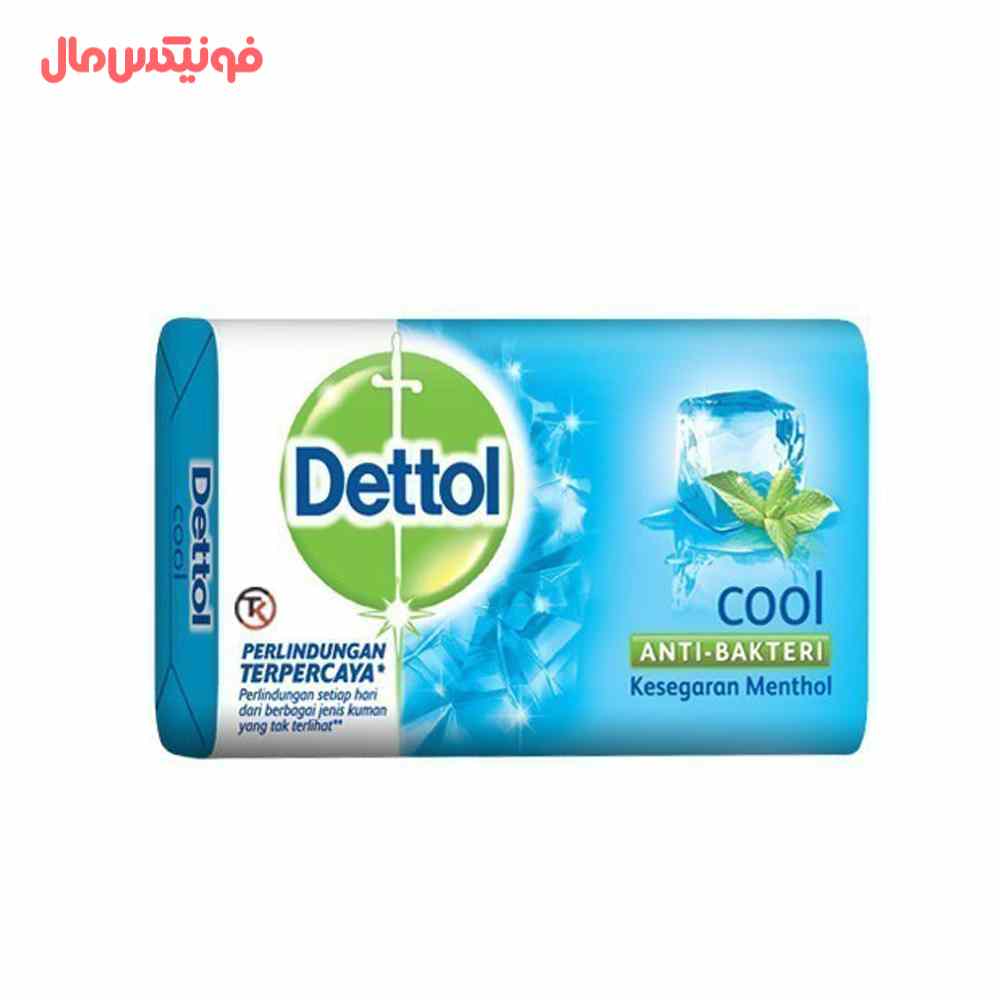 فونیکس‌مال
Dettol
cool
Dettol
TK
PERLINDUNGAN
TERPERCAYA*
Perlindungan setiap hari
dari berbagai jenis kuman
yang tak terlihat**
cool
ANTI-BAKTERI
Kesegaran Menthol